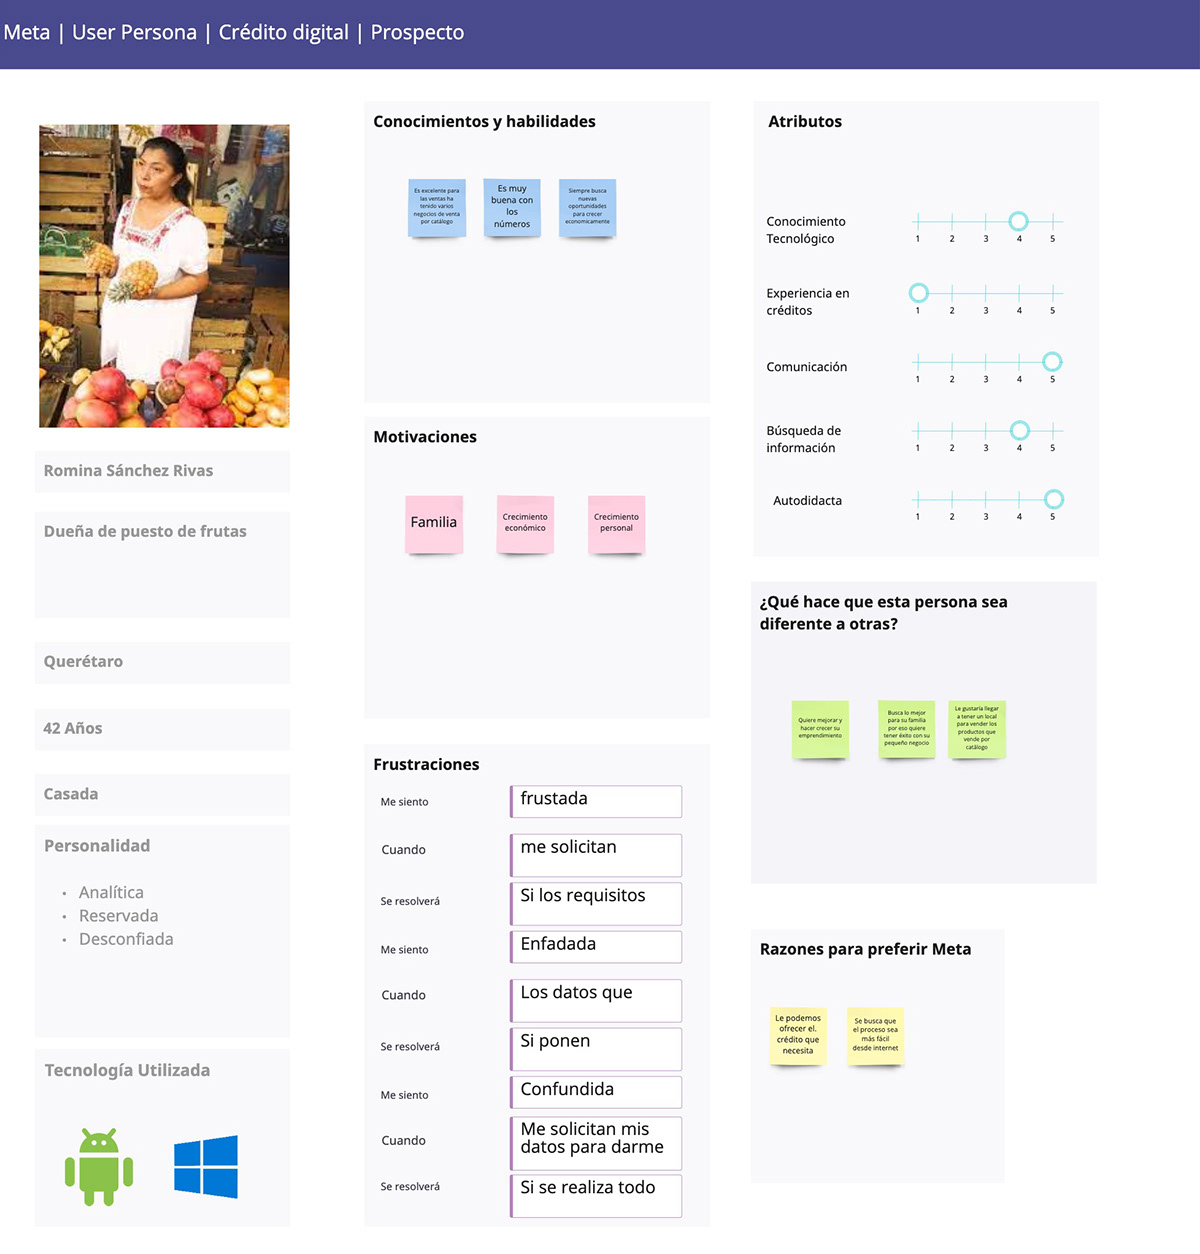 Meta | User Persona | Crédito digital | Prospecto
Romina Sánchez Rivas
Dueña de puesto de frutas
Querétaro
42 Años
Casada
Personalidad
• Analítica
• Reservada
• Desconfiada
Tecnología Utilizada
Conocimientos y habilidades
Es excelente para
las ventas ha
tenido varios
negocios de venta
por catálogo
Es muy
buena con
los
números
Siempre busca
nuevas
oportunidades
para crecer
economicamente
Motivaciones
Familia
Crecimiento
económico
Crecimiento
personal
Frustraciones
Me siento
frustada
Cuando
me solicitan
Se resolverá
Si los requisitos
Me siento
Enfadada
Cuando
Los datos que
Se resolverá
Si ponen
Me siento
Confundida
Cuando
Me solicitan mis
datos para darme
Se resolverá
Si se realiza todo
Atributos
Conocimiento
Tecnológico
1 2 3 4 5
Experiencia en
créditos
1 2 3 4 5
Comunicación
1 2 3 4 5
Búsqueda de
información
1 2 3 4 5
Autodidacta
1 2 3 4 5
¿Qué hace que esta persona sea
diferente a otras?
Quiere mejorar y
hacer crecer su
emprendimiento
Busca lo mejor
para su familia
por eso quiere
tener éxito con su
pequeño negocio
Le gustaría llegar
a tener un local
para vender los
productos que
vende por
catálogo
Razones para preferir Meta
Le podemos
ofrecer el.
crédito que
necesita
Se busca que
el proceso sea
más fácil
desde internet